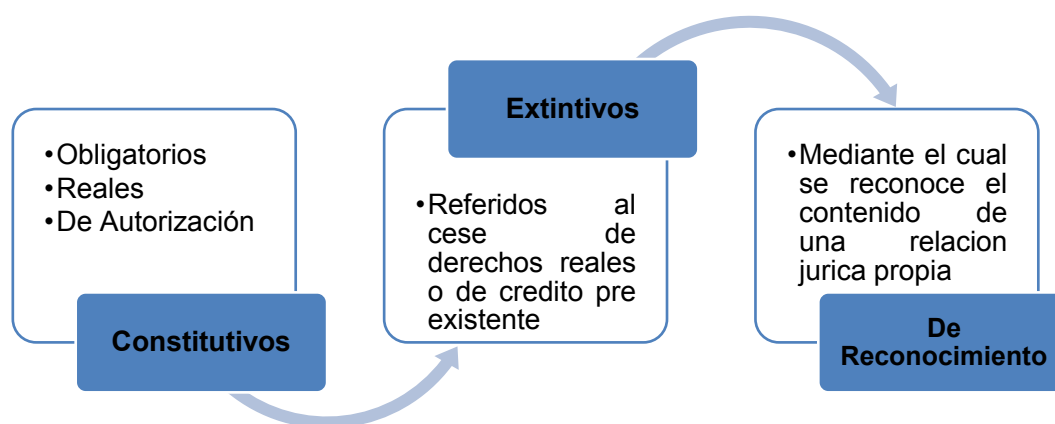 •Obligatorios
•Reales
•De Autorización
Constitutivos
Extintivos
•Referidos al
cese de
derechos reales
o de credito pre
existente
•Mediante el cual
se reconoce el
contenido de
una relacion
jurica propia
De
Reconocimiento